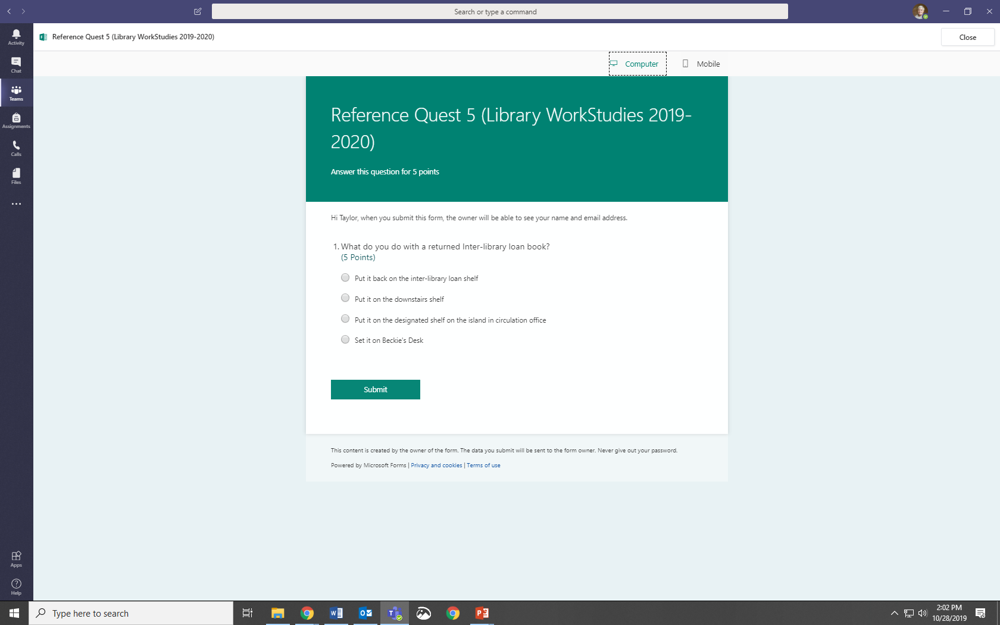 Search or type a command
Reference Quest 5 (Library WorkStudies 2019-2020)
Close
Activity
Chat
Teams
Assignments
Calls
Files
Apps
Help
Computer
Mobile
Reference Quest 5 (Library WorkStudies 2019-
2020)
Answer this question for 5 points
Hi Taylor, when you submit this form, the owner will be able to see your name and email address.
1. What do you do with a returned Inter-library loan book?
(5 Points)
Put it back on the inter-library loan shelf
Put it on the downstairs shelf
Put it on the designated shelf on the island in circulation office
Set it on Beckie's Desk
Submit
This content is created by the owner of the form. The data you submit will be sent to the form owner. Never give out your password.
Powered by Microsoft Forms | Privacy and cookies | Terms of use
Type here to search
2:02 PM
10/28/2019